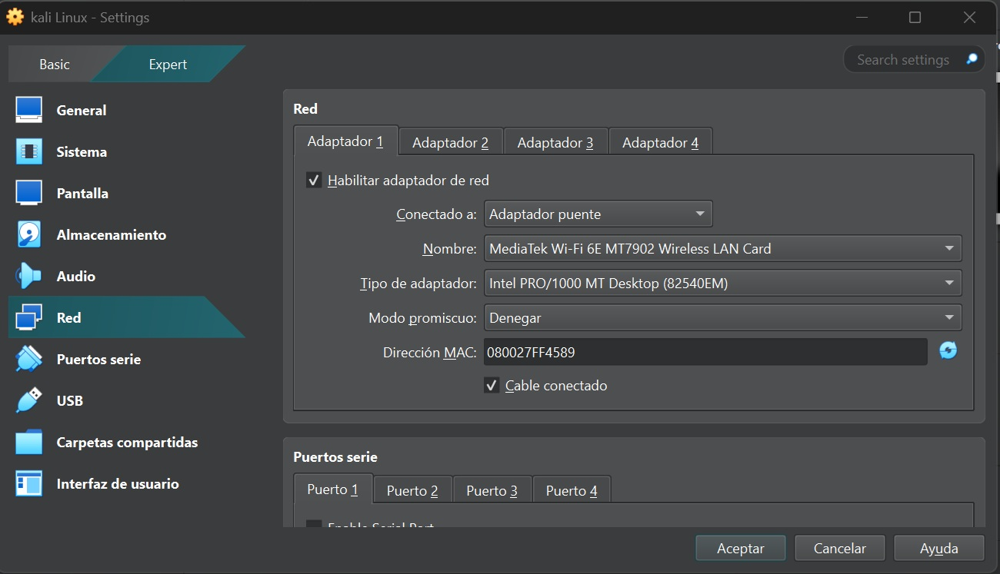 kali Linux - Settings
Basic
Expert
Search settings
General
Sistema
Pantalla
Almacenamiento
Audio
Red
Puertos serie
USB
Carpetas compartidas
Interfaz de usuario
Red
Adaptador 1
Adaptador 2
Adaptador 3
Adaptador 4
Habilitar adaptador de red
Conectado a: Adaptador puente
Nombre: MediaTek Wi-Fi 6E MT7902 Wireless LAN Card
Tipo de adaptador: Intel PRO/1000 MT Desktop (82540EM)
Modo promiscuo: Denegar
Dirección MAC: 080027FF4589
Cable conectado
Puertos serie
Puerto 1
Puerto 2
Puerto 3
Puerto 4
Enable Serial Port
Aceptar
Cancelar
Ayuda